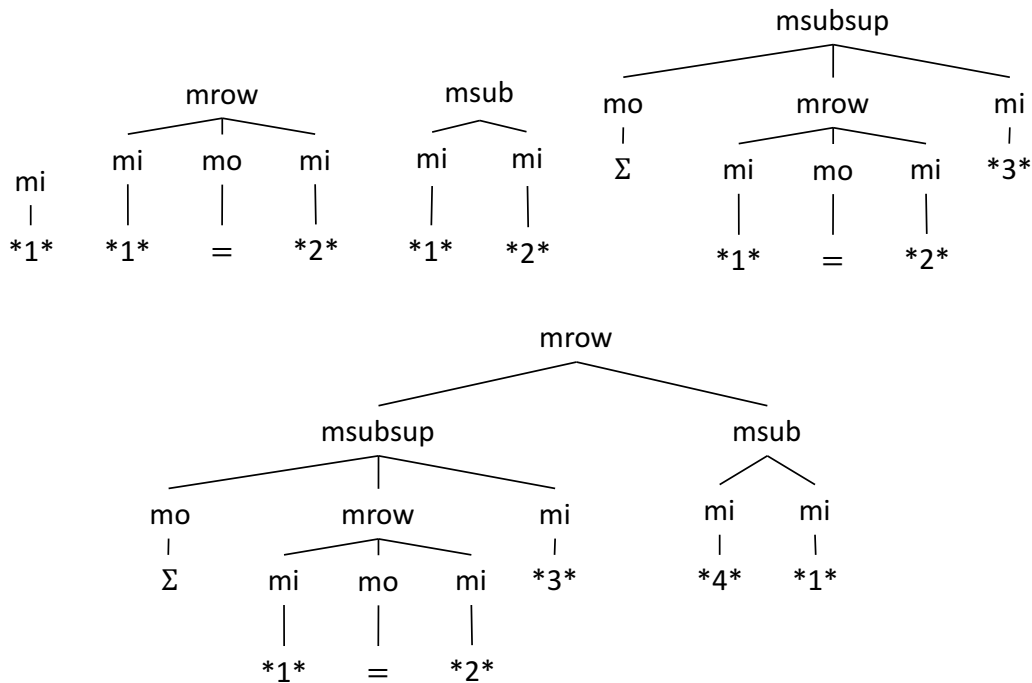 msubsup
mrow msub mo mrow mi
mi mo mi mi mi Σ mi mo mi *3*
mi
*1* *1* = *2* *1* *2* *1* = *2*
mrow
msubsup msub
mo mrow mi mi mi
Σ mi mo mi *3* *4* *1*
*1* = *2*